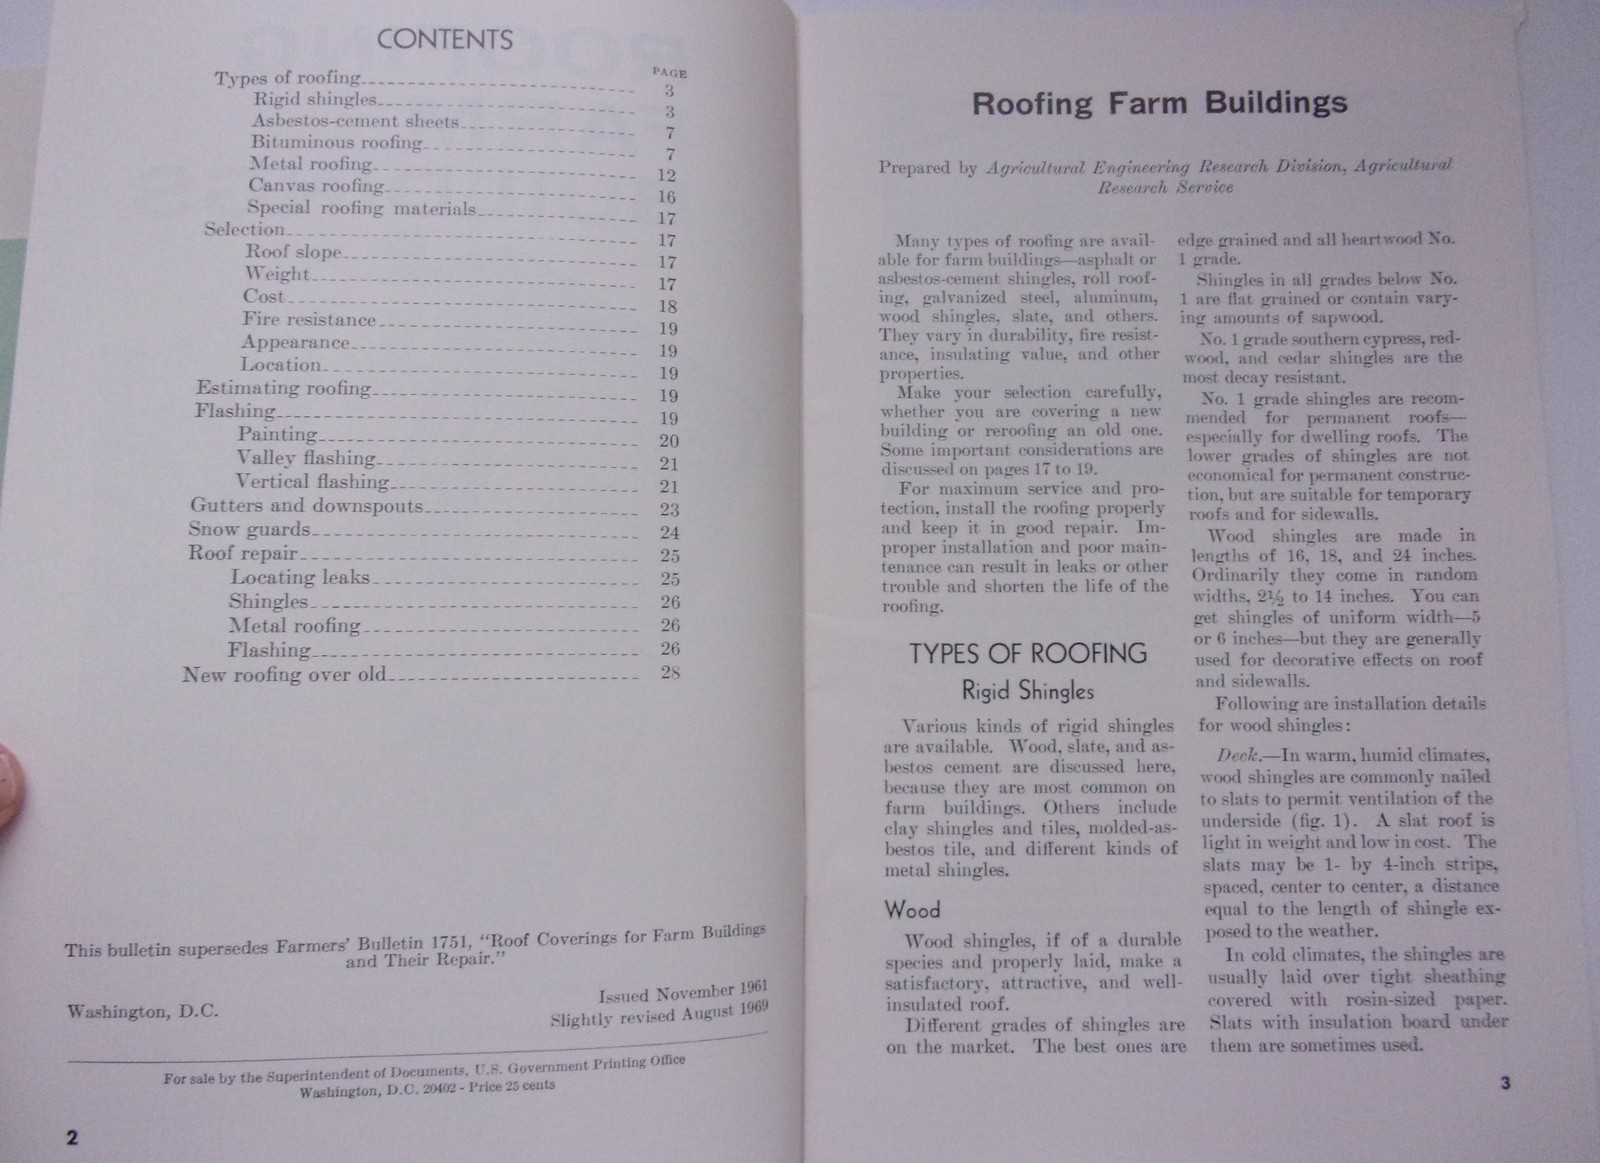 CONTENTS
PAGE
Types of roofing 3
Rigid shingles 3
Asbestos-cement sheets 7
Bituminous roofing 7
Metal roofing 12
Canvas roofing 16
Special roofing materials 17
Selection 17
Roof slope 17
Weight 17
Cost 18
Fire resistance 19
Appearance 19
Location 19
Estimating roofing 19
Flashing 19
Painting 20
Valley flashing 21
Vertical flashing 21
Gutters and downspouts 23
Snow guards 24
Roof repair 25
Locating leaks 25
Shingles 26
Metal roofing 26
Flashing 26
New roofing over old 28
This bulletin supersedes Farmers' Bulletin 1751, "Roof Coverings for Farm Buildings
and Their Repair."
Washington, D.C.
Issued November 1961
Slightly revised August 1969
For sale by the Superintendent of Documents, U.S. Government Printing Office
Washington, D.C. 20402 - Price 25 cents
2
Roofing Farm Buildings
Prepared by Agricultural Engineering Research Division, Agricultural
Research Service
Many types of roofing are avail-
able for farm buildings—asphalt or
asbestos-cement shingles, roll roof-
ing, galvanized steel, aluminum,
wood shingles, slate, and others.
They vary in durability, fire resist-
ance, insulating value, and other
properties.
Make your selection carefully,
whether you are covering a new
building or reroofing an old one.
Some important considerations are
discussed on pages 17 to 19.
For maximum service and pro-
tection, install the roofing properly
and keep it in good repair. Im-
proper installation and poor main-
tenance can result in leaks or other
trouble and shorten the life of the
roofing.
TYPES OF ROOFING
Rigid Shingles
Various kinds of rigid shingles
are available. Wood, slate, and as-
bestos cement are discussed here,
because they are most common on
farm buildings. Others include
clay shingles and tiles, molded-as-
bestos tile, and different kinds of
metal shingles.
Wood
Wood shingles, if of a durable
species and properly laid, make a
satisfactory, attractive, and well-
insulated roof.
Different grades of shingles are
on the market. The best ones are
edge grained and all heartwood No.
1 grade.
Shingles in all grades below No.
1 are flat grained or contain vary-
ing amounts of sapwood.
No. 1 grade southern cypress, red-
wood, and cedar shingles are the
most decay resistant.
No. 1 grade shingles are recom-
mended for permanent roofs—
especially for dwelling roofs. The
lower grades of shingles are not
economical for permanent construc-
tion, but are suitable for temporary
roofs and for sidewalls.
Wood shingles are made in
lengths of 16, 18, and 24 inches.
Ordinarily they come in random
widths, 2½ to 14 inches. You can
get shingles of uniform width—5
or 6 inches—but they are generally
used for decorative effects on roof
and sidewalls.
Following are installation details
for wood shingles:
Deck.—In warm, humid climates,
wood shingles are commonly nailed
to slats to permit ventilation of the
underside (fig. 1). A slat roof is
light in weight and low in cost. The
slats may be 1- by 4-inch strips,
spaced, center to center, a distance
equal to the length of shingle ex-
posed to the weather.
In cold climates, the shingles are
usually laid over tight sheathing
covered with rosin-sized paper.
Slats with insulation board under
them are sometimes used.
3